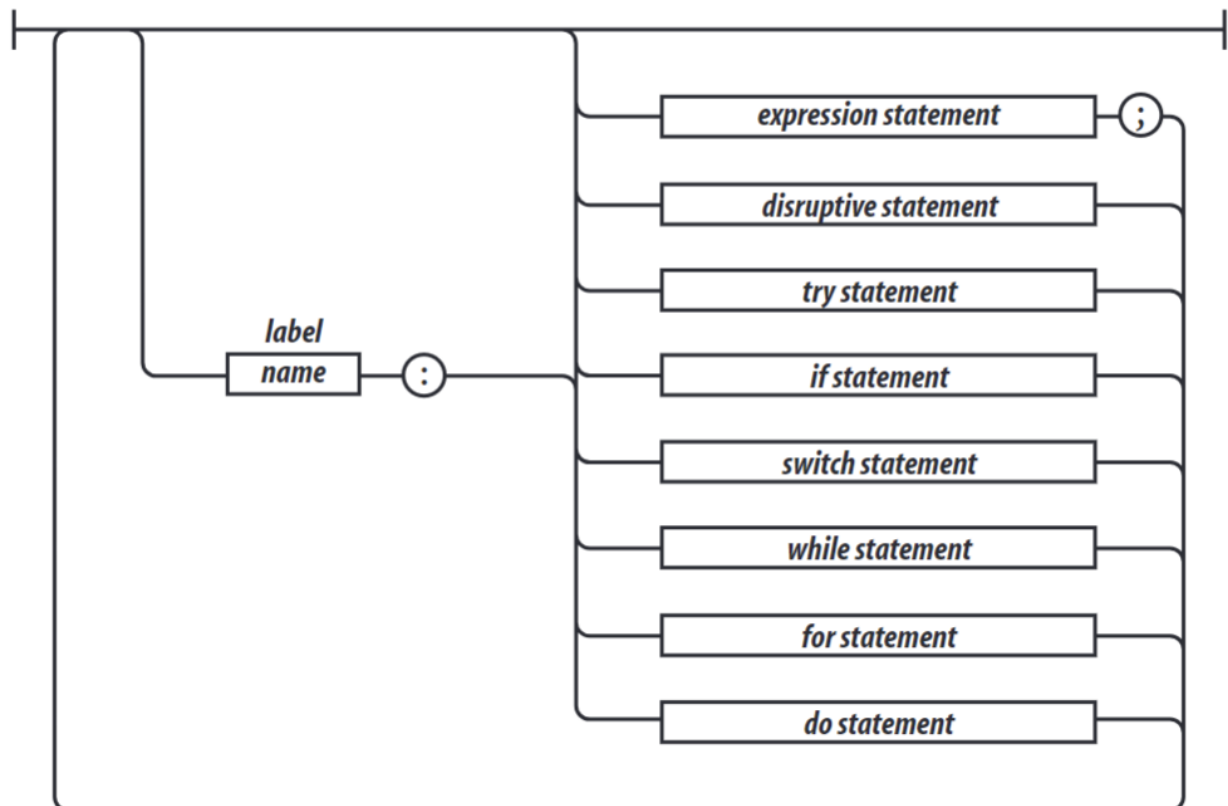 expression statement ;
disruptive statement
try statement
label
name :
if statement
switch statement
while statement
for statement
do statement